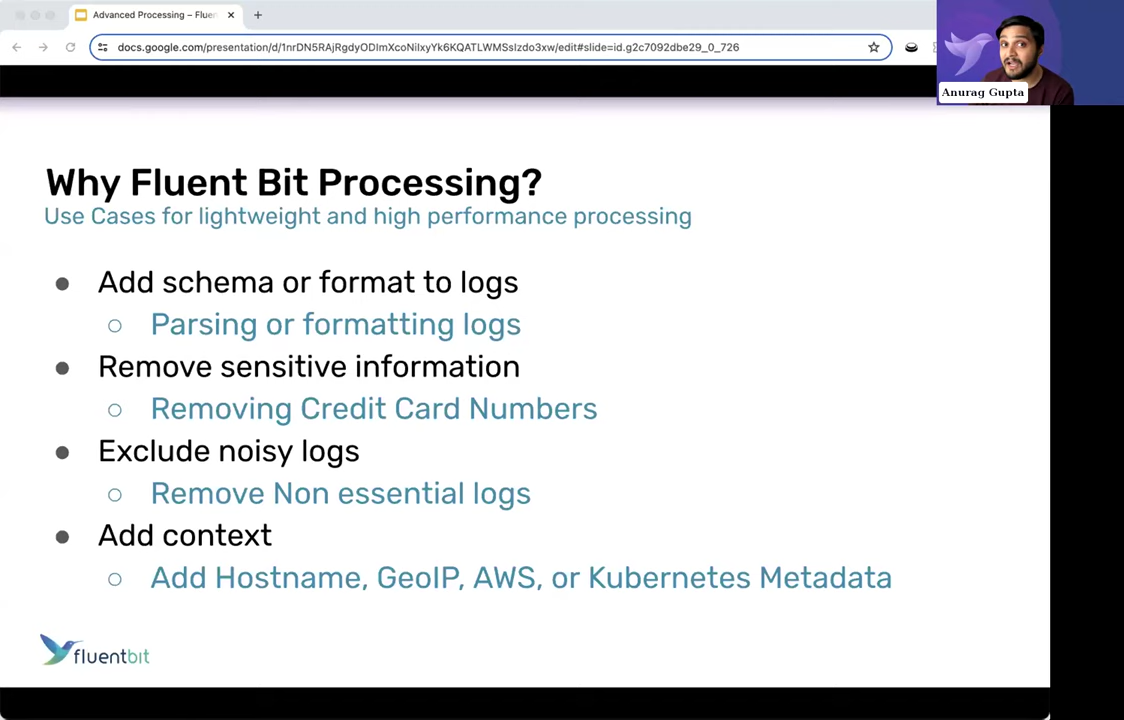 Advanced Processing – Fluen
docs.google.com/presentation/d/1nrDN5RAjRgdyODImXcoNilxyYk6KQATLWMSsIzdo3xw/edit#slide=id.g2c7092dbe29_0_726
Anurag Gupta
Why Fluent Bit Processing?
Use Cases for lightweight and high performance processing
● Add schema or format to logs
○ Parsing or formatting logs
● Remove sensitive information
○ Removing Credit Card Numbers
● Exclude noisy logs
○ Remove Non essential logs
● Add context
○ Add Hostname, GeoIP, AWS, or Kubernetes Metadata
fluentbit